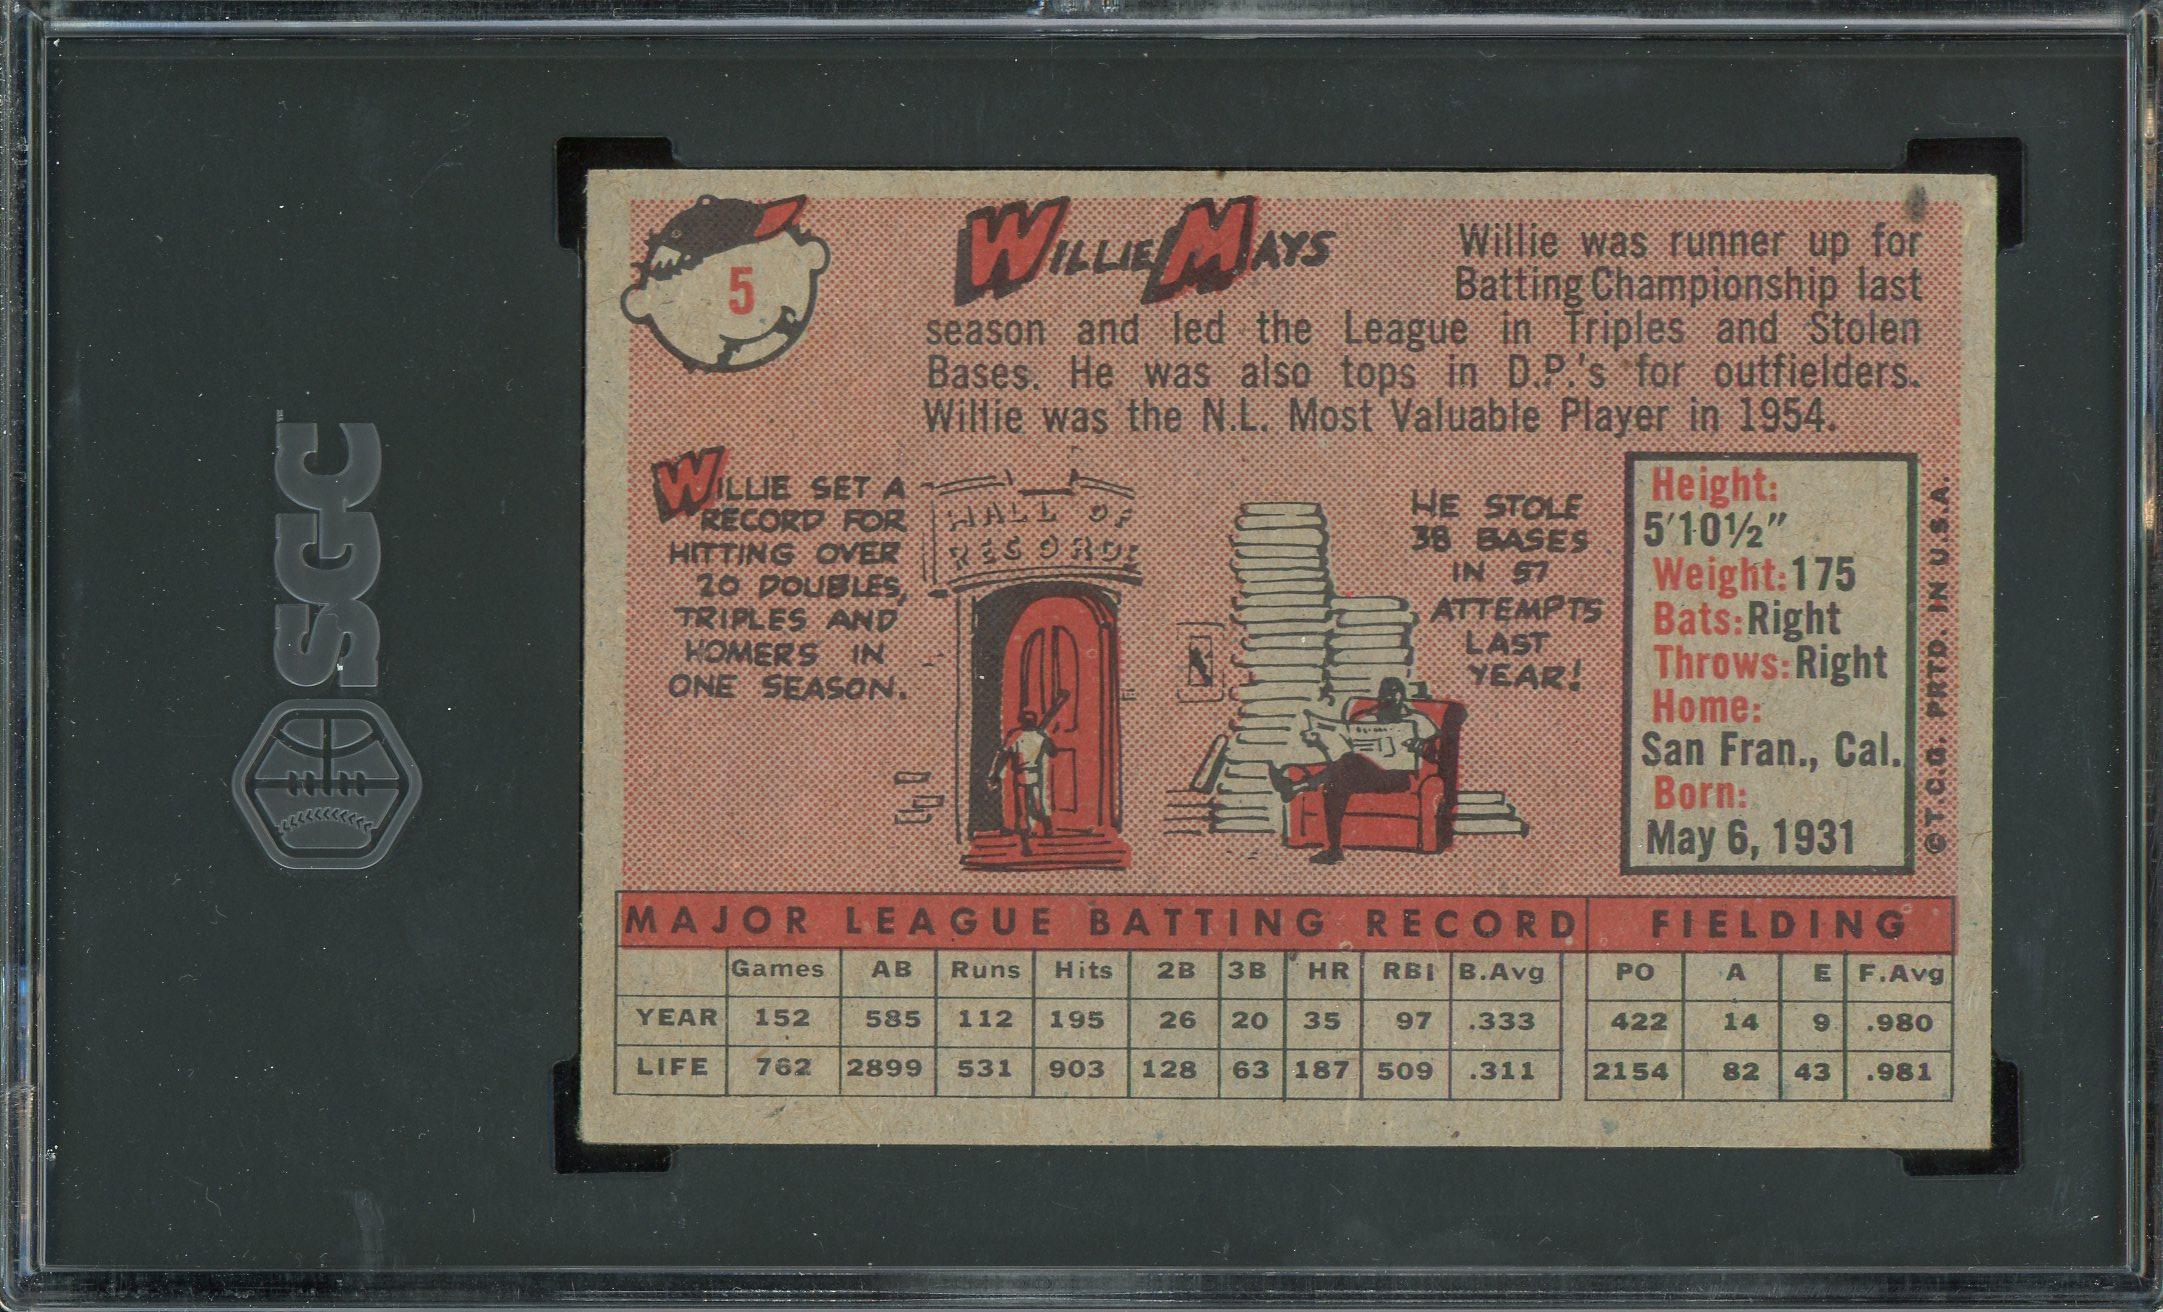 SGC
5
WILLIE MAYS
Willie was runner up for
Batting Championship last
season and led the League in Triples and Stolen
Bases. He was also tops in D.P.'s for outfielders.
Willie was the N.L. Most Valuable Player in 1954.
WILLIE SET A
RECORD FOR
HITTING OVER
20 DOUBLES,
TRIPLES AND
HOMERS IN
ONE SEASON.
HALL OF
RECORDS
HE STOLE
38 BASES
IN 57
ATTEMPTS
LAST
YEAR!
Height:
5'10½"
Weight: 175
Bats: Right
Throws: Right
Home:
San Fran., Cal.
Born:
May 6, 1931
©T.C.G. PRTD. IN U.S.A.
MAJOR LEAGUE BATTING RECORD FIELDING
Games AB Runs Hits 2B 3B HR RBI B.Avg PO A E F.Avg
YEAR 152 585 112 195 26 20 35 97 .333 422 14 9 .980
LIFE 762 2899 531 903 128 63 187 509 .311 2154 82 43 .981